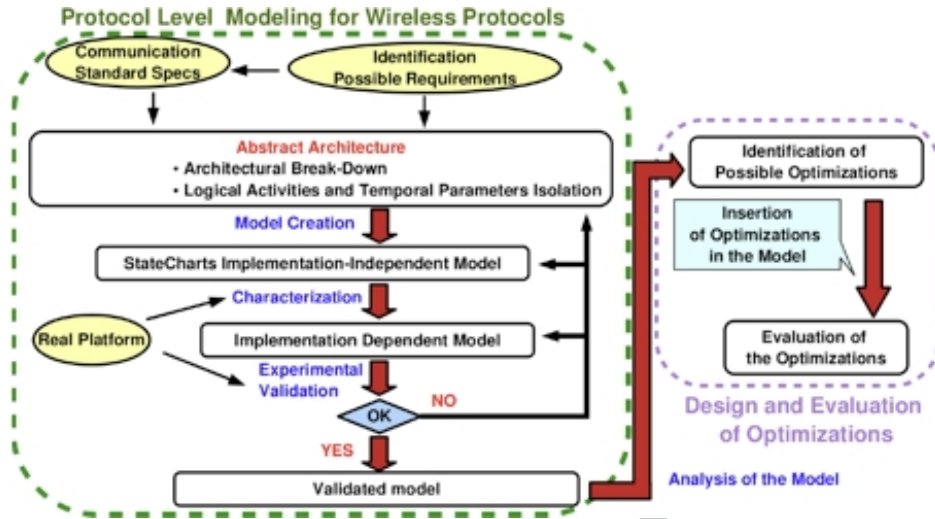 Protocol Level Modeling for Wireless Protocols
Communication
Standard Specs
Identification
Possible Requirements
Abstract Architecture
• Architectural Break-Down
• Logical Activities and Temporal Parameters Isolation
Model Creation
StateCharts Implementation-Independent Model
Characterization
Real Platform
Implementation Dependent Model
Experimental
Validation
OK
NO
YES
Validated model
Identification of
Possible Optimizations
Insertion
of Optimizations
in the Model
Evaluation of
the Optimizations
Design and Evaluation
of Optimizations
Analysis of the Model